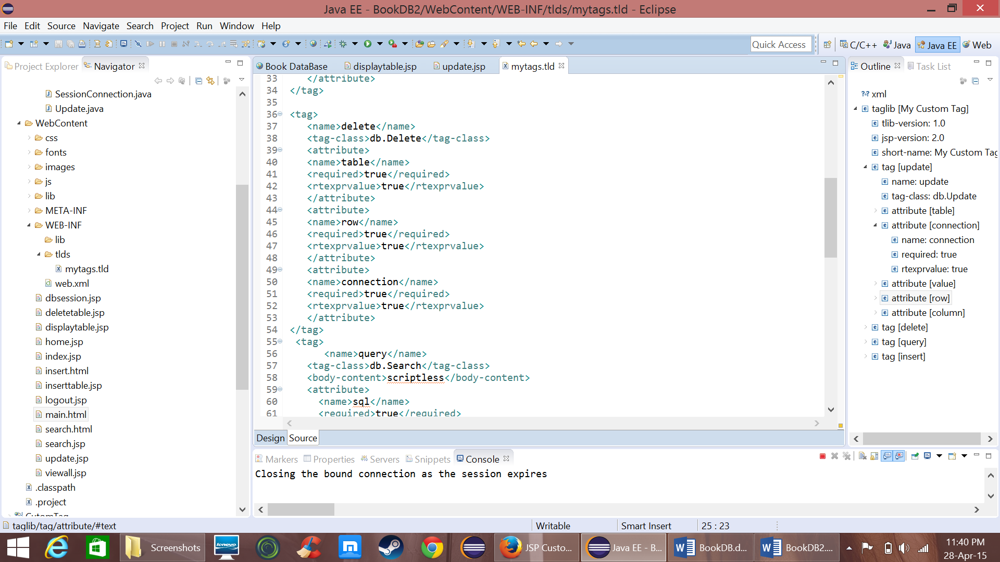 Java EE - BookDB2/WebContent/WEB-INF/tlds/mytags.tld - Eclipse
File Edit Source Navigate Search Project Run Window Help
Quick Access
C/C++ Java Java EE Web
Project Explorer Navigator
SessionConnection.java
Update.java
WebContent
css
fonts
images
js
lib
META-INF
WEB-INF
lib
tlds
mytags.tld
web.xml
dbsession.jsp
deletetable.jsp
displaytable.jsp
home.jsp
index.jsp
insert.html
inserttable.jsp
logout.jsp
main.html
search.html
search.jsp
update.jsp
viewall.jsp
.classpath
.project
CutomTag
Book DataBase displaytable.jsp update.jsp mytags.tld
33 </attribute>
34 </tag>
35
36 <tag>
37 <name>delete</name>
38 <tag-class>db.Delete</tag-class>
39 <attribute>
40 <name>table</name>
41 <required>true</required>
42 <rtexprvalue>true</rtexprvalue>
43 </attribute>
44 <attribute>
45 <name>row</name>
46 <required>true</required>
47 <rtexprvalue>true</rtexprvalue>
48 </attribute>
49 <attribute>
50 <name>connection</name>
51 <required>true</required>
52 <rtexprvalue>true</rtexprvalue>
53 </attribute>
54 </tag>
55 <tag>
56 <name>query</name>
57 <tag-class>db.Search</tag-class>
58 <body-content>scriptless</body-content>
59 <attribute>
60 <name>sql</name>
61 <required>true</required>
Design Source
Outline Task List
xml
taglib [My Custom Tag]
tlib-version: 1.0
jsp-version: 2.0
short-name: My Custom Tag
tag [update]
name: update
tag-class: db.Update
attribute [table]
attribute [connection]
name: connection
required: true
rtexprvalue: true
attribute [value]
attribute [row]
attribute [column]
tag [delete]
tag [query]
tag [insert]
Markers Properties Servers Snippets Console
Closing the bound connection as the session expires
taglib/tag/attribute/#text
Writable
Smart Insert
25 : 23
Screenshots
lenovo
JSP Custo...
Java EE - B...
BookDB.d...
BookDB2....
11:40 PM
28-Apr-15